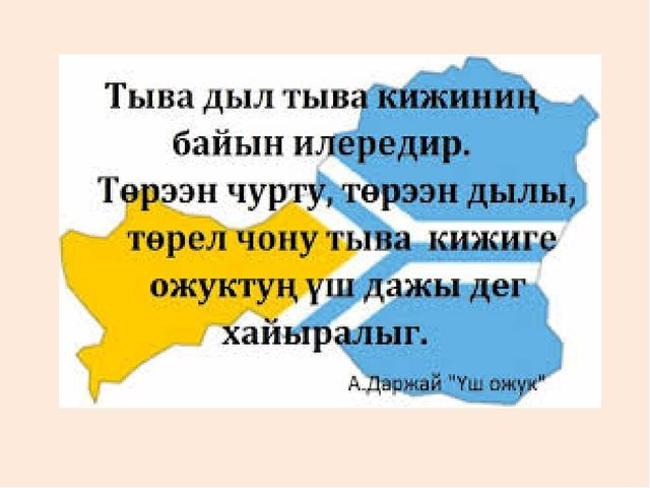 Тыва дыл тыва кижиниң
байын илередир.
Төрээн чурту, төрээн дылы,
төрел чону тыва кижиге
ожуктуң үш дажы дег
хайыралыг.
А.Даржай "Үш ожук"